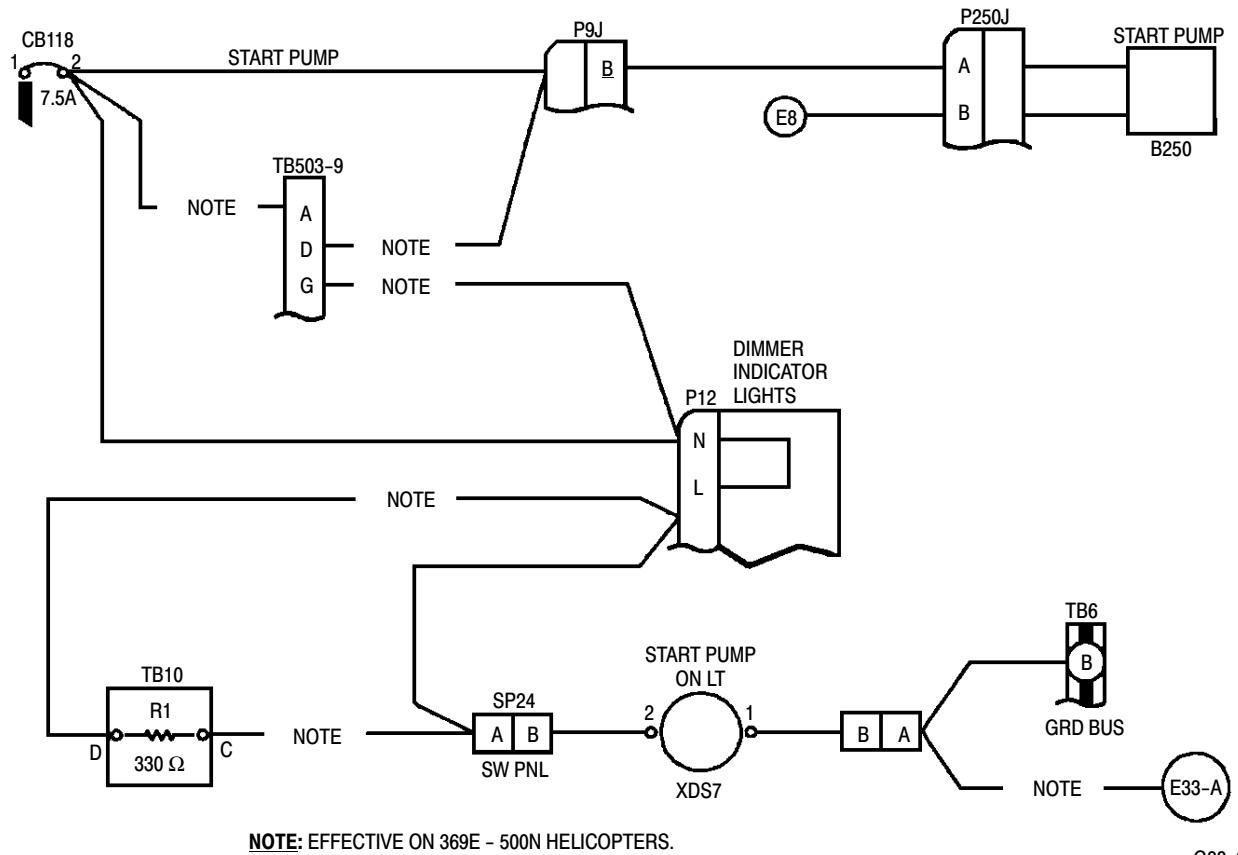 CB118
1
2
7.5A
START PUMP
P9J
B
P250J
A
B
START PUMP
B250
E8
TB503-9
A
D
G
NOTE
NOTE
NOTE
DIMMER
INDICATOR
LIGHTS
P12
N
L
NOTE
TB10
R1
330 Ω
D
C
NOTE
SP24
A
B
SW PNL
START PUMP
ON LT
2
1
XDS7
B
A
TB6
B
GRD BUS
NOTE
E33-A
NOTE: EFFECTIVE ON 369E - 500N HELICOPTERS.